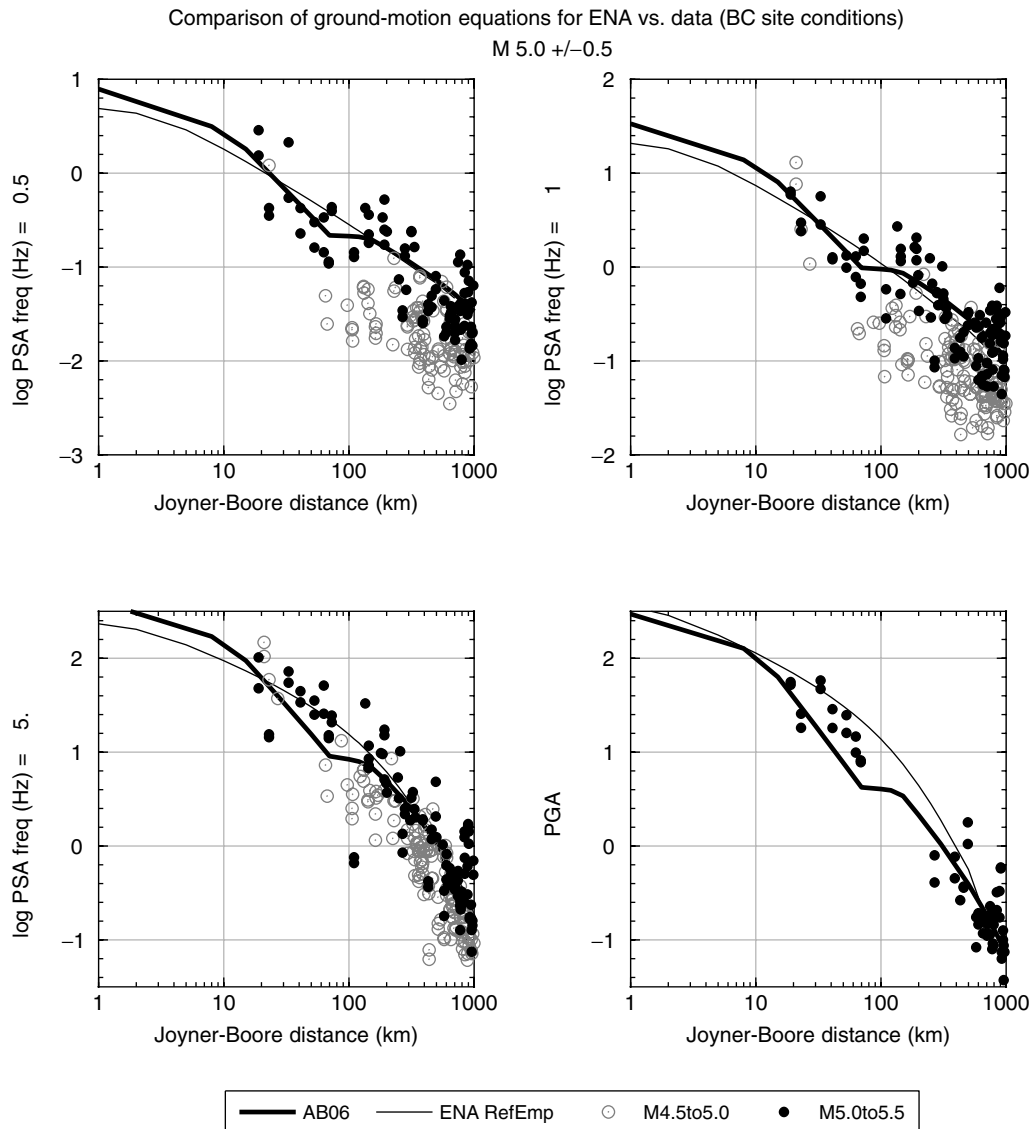 Comparison of ground-motion equations for ENA vs. data (BC site conditions)
M 5.0 +/−0.5
log PSA freq (Hz) = 0.5
1
0
−1
−2
−3
1
10
100
1000
Joyner-Boore distance (km)
log PSA freq (Hz) = 1
2
1
0
−1
−2
1
10
100
1000
Joyner-Boore distance (km)
log PSA freq (Hz) = 5.
2
1
0
−1
1
10
100
1000
Joyner-Boore distance (km)
PGA
2
1
0
−1
1
10
100
1000
Joyner-Boore distance (km)
AB06
ENA RefEmp
M4.5to5.0
M5.0to5.5